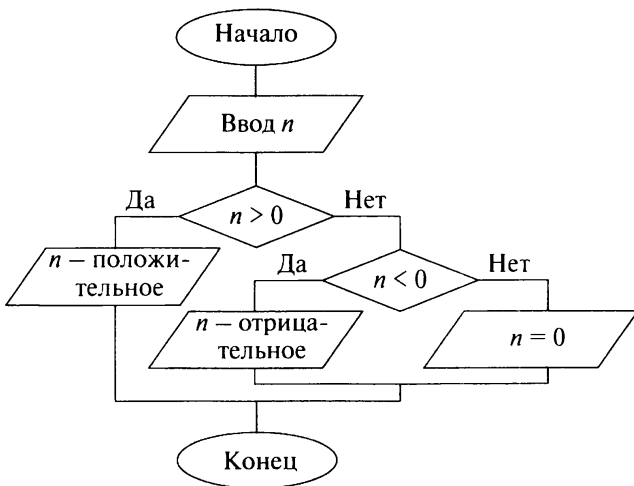 Начало
Ввод n
Да
Нет
n > 0
n – положи-
тельное
Да
Нет
n < 0
n – отрица-
тельное
n = 0
Конец